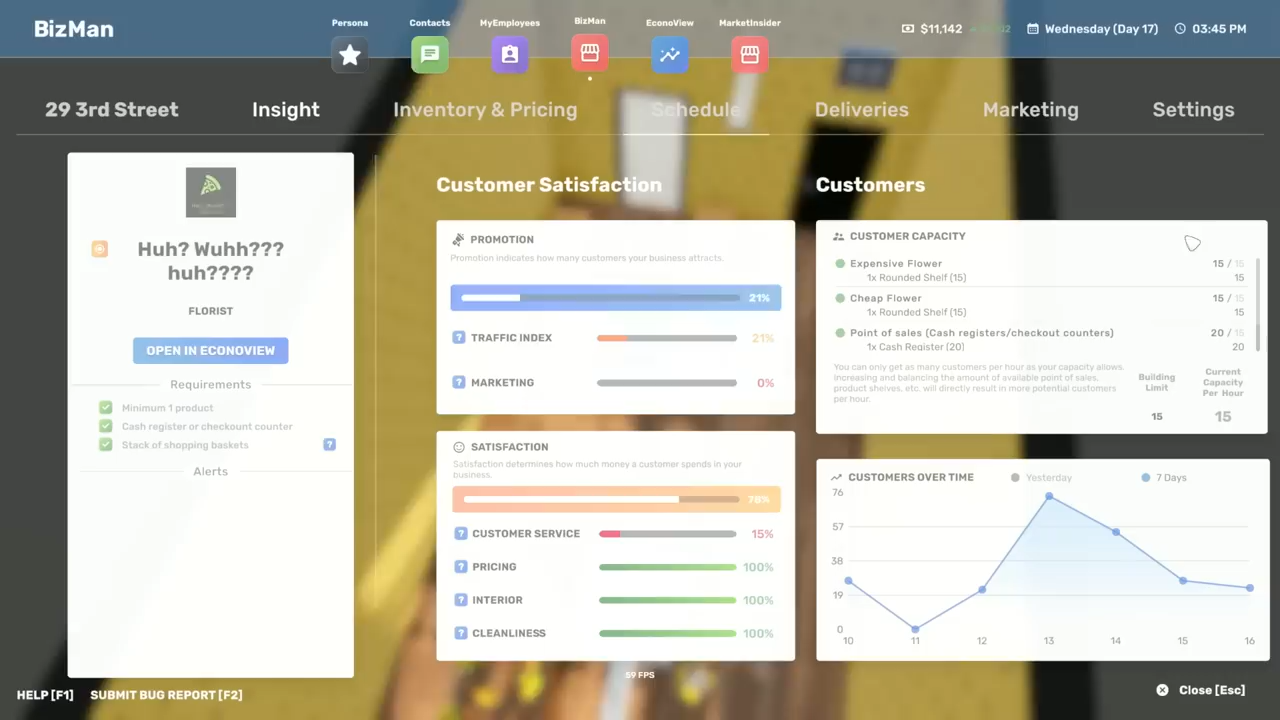 BizMan
Persona
Contacts
MyEmployees
BizMan
EconoView
MarketInsider
$11,142
Wednesday (Day 17)
03:45 PM
29 3rd Street
Insight
Inventory & Pricing
Schedule
Deliveries
Marketing
Settings
Huh? Wuhh???
huh????
FLORIST
OPEN IN ECONOVIEW
Requirements
Minimum 1 product
Cash register or checkount counter
Stack of shopping baskets
?
Alerts
Customer Satisfaction
PROMOTION
Promotion indicates how many customers your business attracts.
21%
? TRAFFIC INDEX 21%
? MARKETING 0%
SATISFACTION
Satisfaction determines how much money a customer spends in your
business.
78%
? CUSTOMER SERVICE 15%
? PRICING 100%
? INTERIOR 100%
? CLEANLINESS 100%
Customers
CUSTOMER CAPACITY
Expensive Flower 15 / 15
1x Rounded Shelf (15) 15
Cheap Flower 15 / 15
1x Rounded Shelf (15) 15
Point of sales (Cash registers/checkout counters) 20 / 15
1x Cash Register (20) 20
You can only get as many customers per hour as your capacity allows.
Increasing and balancing the amount of available point of sales,
product shelves, etc. will directly result in more potential customers
per hour.
Building
Limit
15
Current
Capacity
Per Hour
15
CUSTOMERS OVER TIME
Yesterday
7 Days
76
57
38
19
0
10 11 12 13 14 15 16
59 FPS
HELP [F1]
SUBMIT BUG REPORT [F2]
Close [Esc]